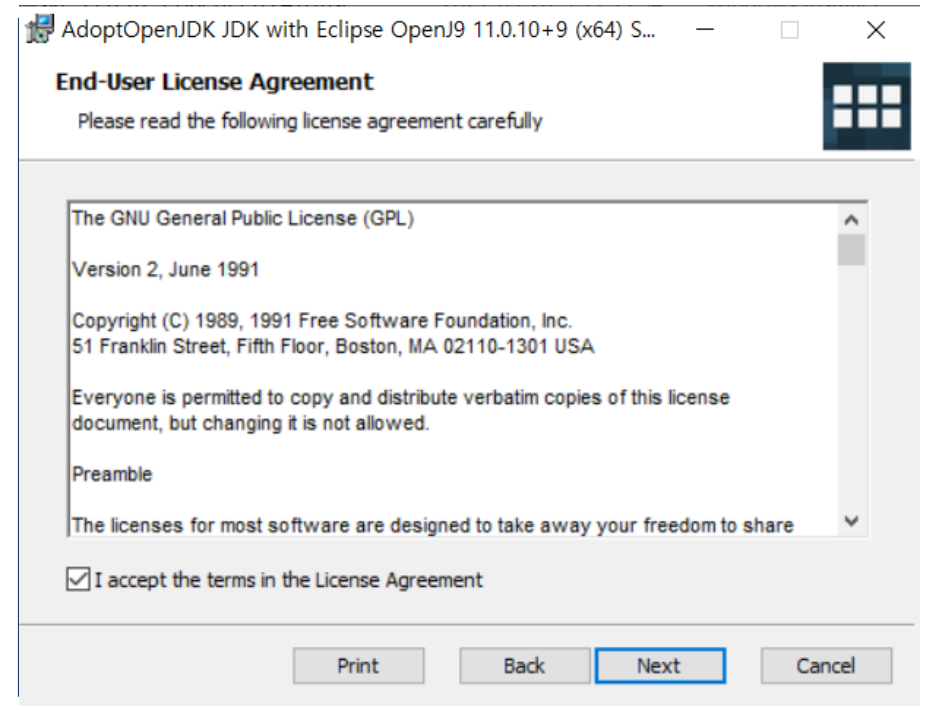 AdoptOpenJDK JDK with Eclipse OpenJ9 11.0.10+9 (x64) S...
End-User License Agreement
Please read the following license agreement carefully
The GNU General Public License (GPL)
Version 2, June 1991
Copyright (C) 1989, 1991 Free Software Foundation, Inc.
51 Franklin Street, Fifth Floor, Boston, MA 02110-1301 USA
Everyone is permitted to copy and distribute verbatim copies of this license
document, but changing it is not allowed.
Preamble
The licenses for most software are designed to take away your freedom to share
I accept the terms in the License Agreement
Print Back Next Cancel